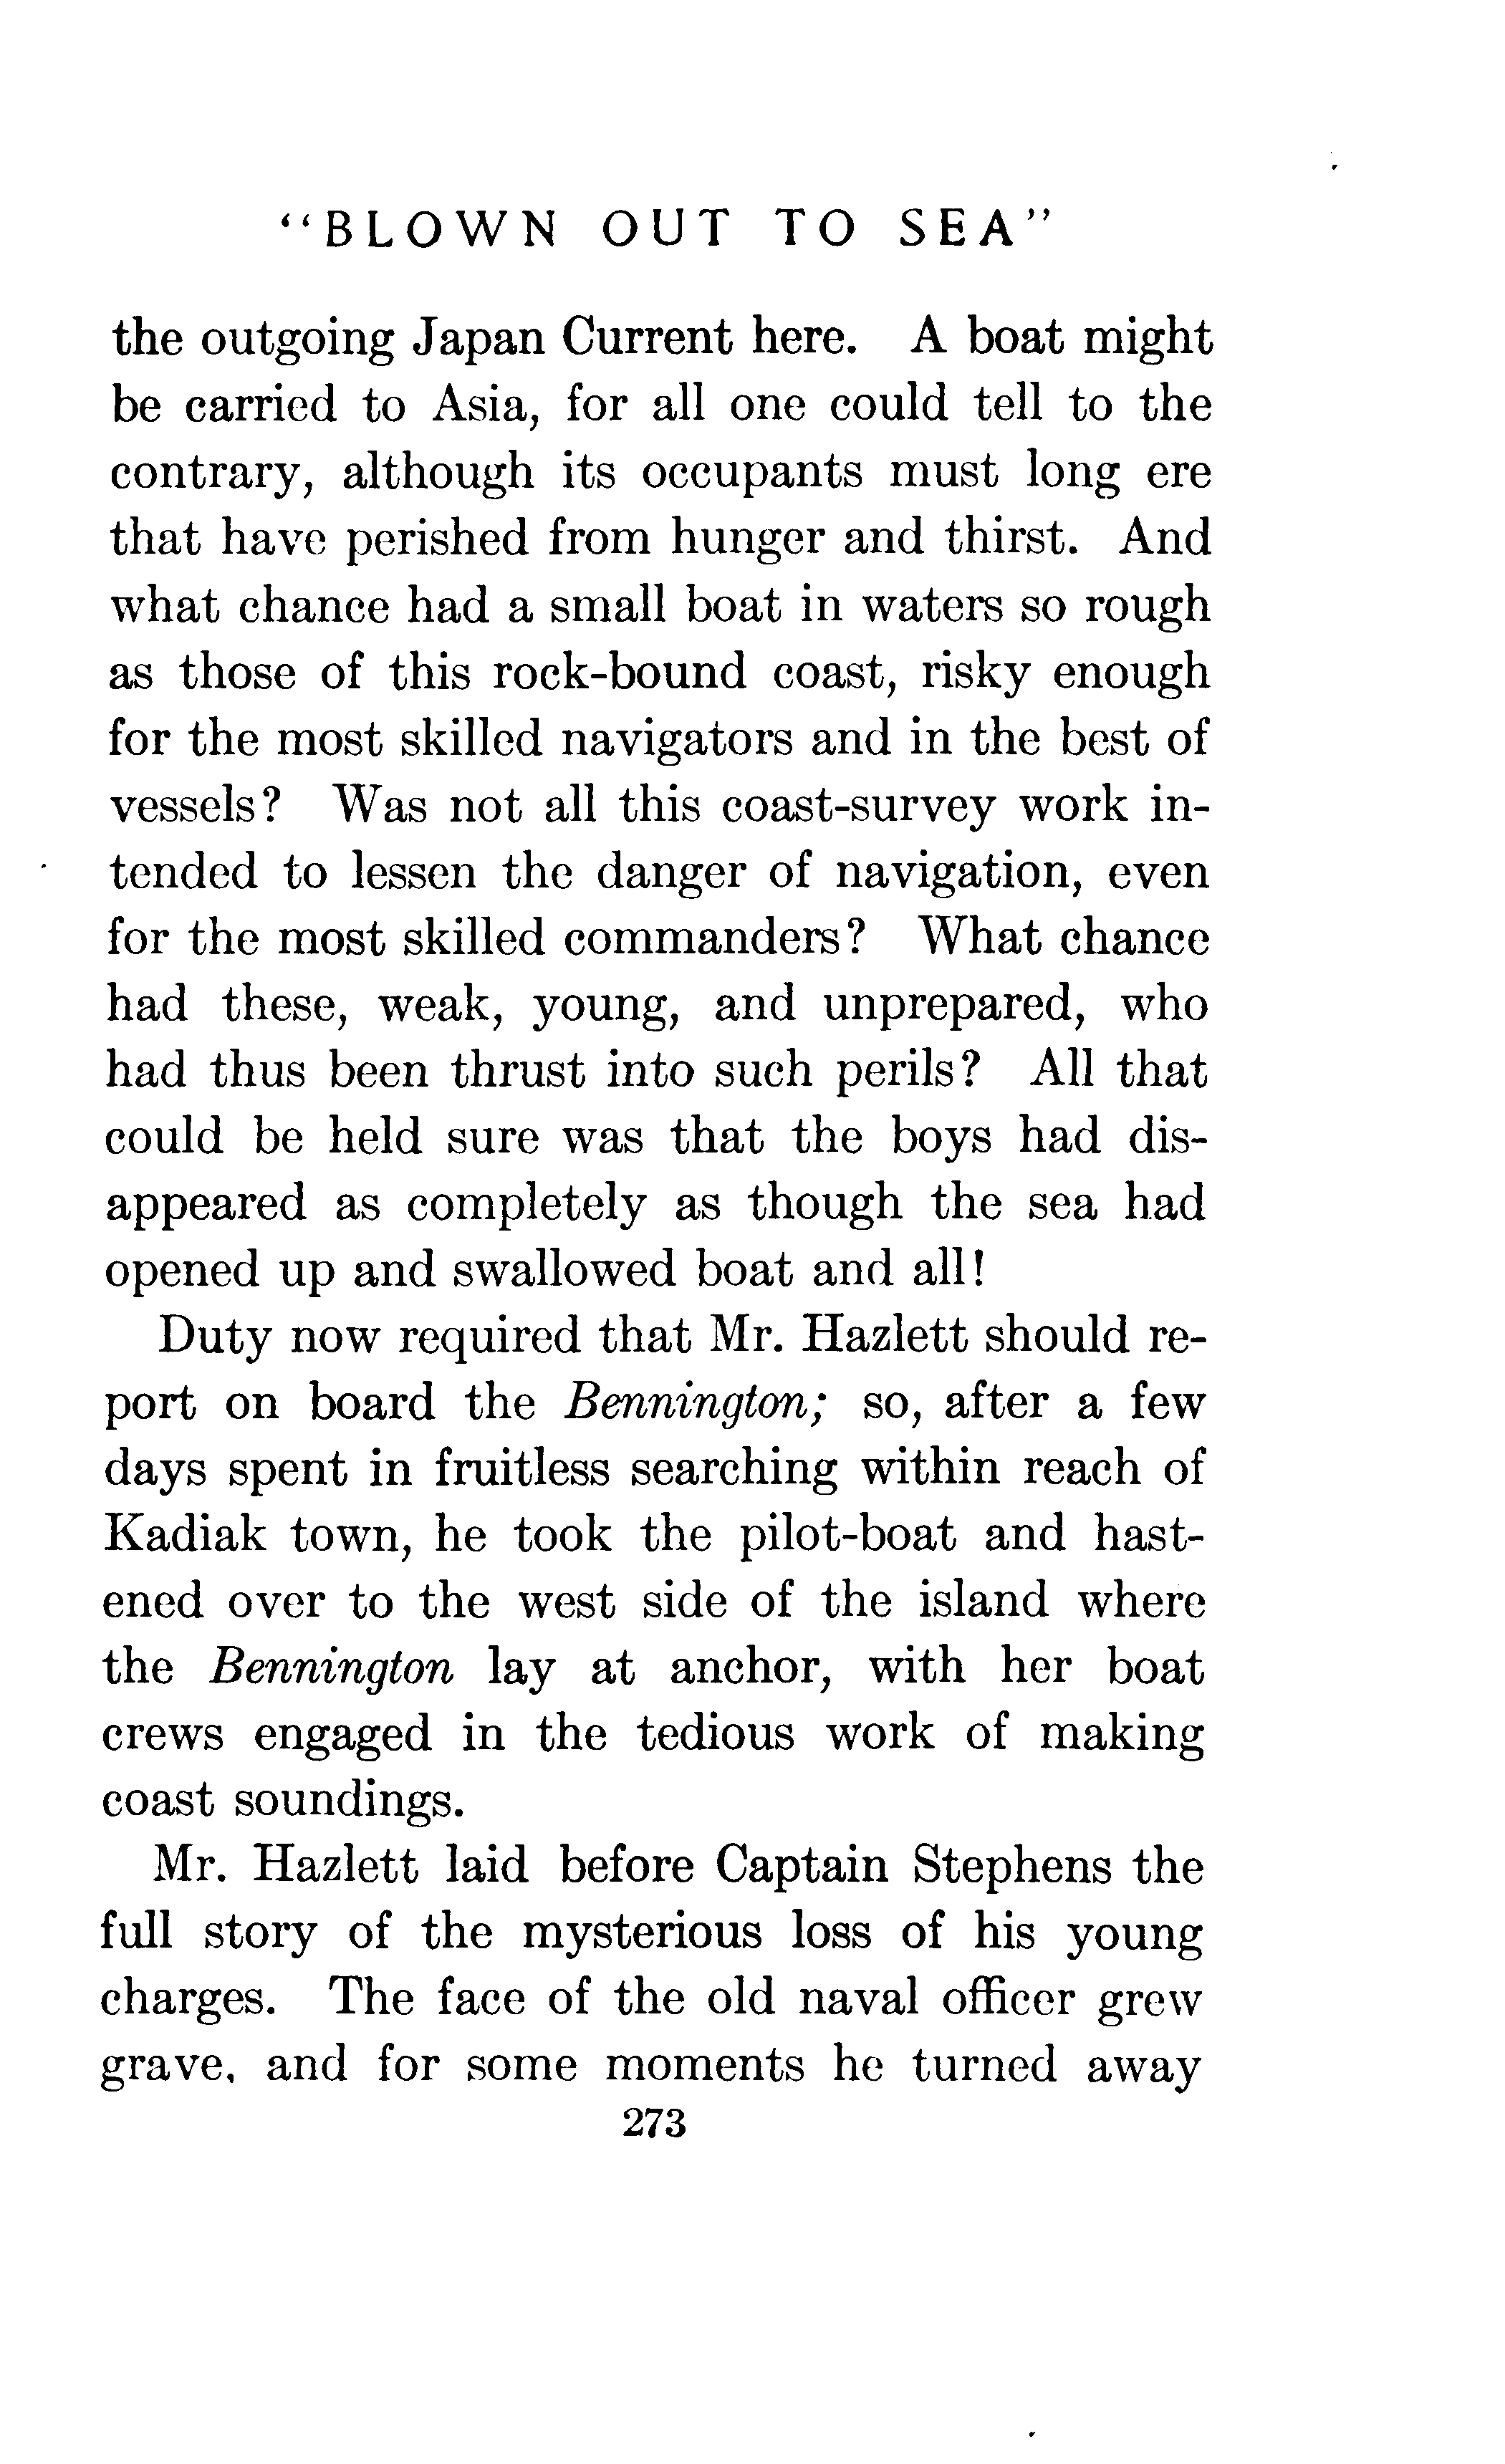 "BLOWN OUT TO SEA"
the outgoing Japan Current here. A boat might
be carried to Asia, for all one could tell to the
contrary, although its occupants must long ere
that have perished from hunger and thirst. And
what chance had a small boat in waters so rough
as those of this rock-bound coast, risky enough
for the most skilled navigators and in the best of
vessels? Was not all this coast-survey work in-
tended to lessen the danger of navigation, even
for the most skilled commanders? What chance
had these, weak, young, and unprepared, who
had thus been thrust into such perils? All that
could be held sure was that the boys had dis-
appeared as completely as though the sea had
opened up and swallowed boat and all!
Duty now required that Mr. Hazlett should re-
port on board the Bennington; so, after a few
days spent in fruitless searching within reach of
Kadiak town, he took the pilot-boat and hast-
ened over to the west side of the island where
the Bennington lay at anchor, with her boat
crews engaged in the tedious work of making
coast soundings.
Mr. Hazlett laid before Captain Stephens the
full story of the mysterious loss of his young
charges. The face of the old naval officer grew
grave, and for some moments he turned away
273